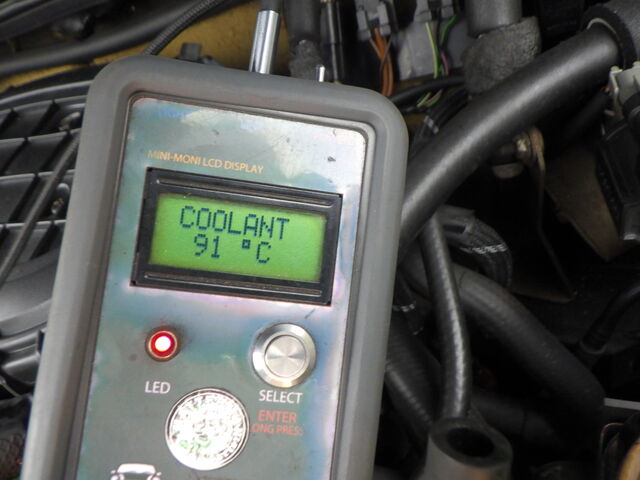 MINI-MONI LCD DISPLAY
COOLANT
91 °C
LED
SELECT
ENTER